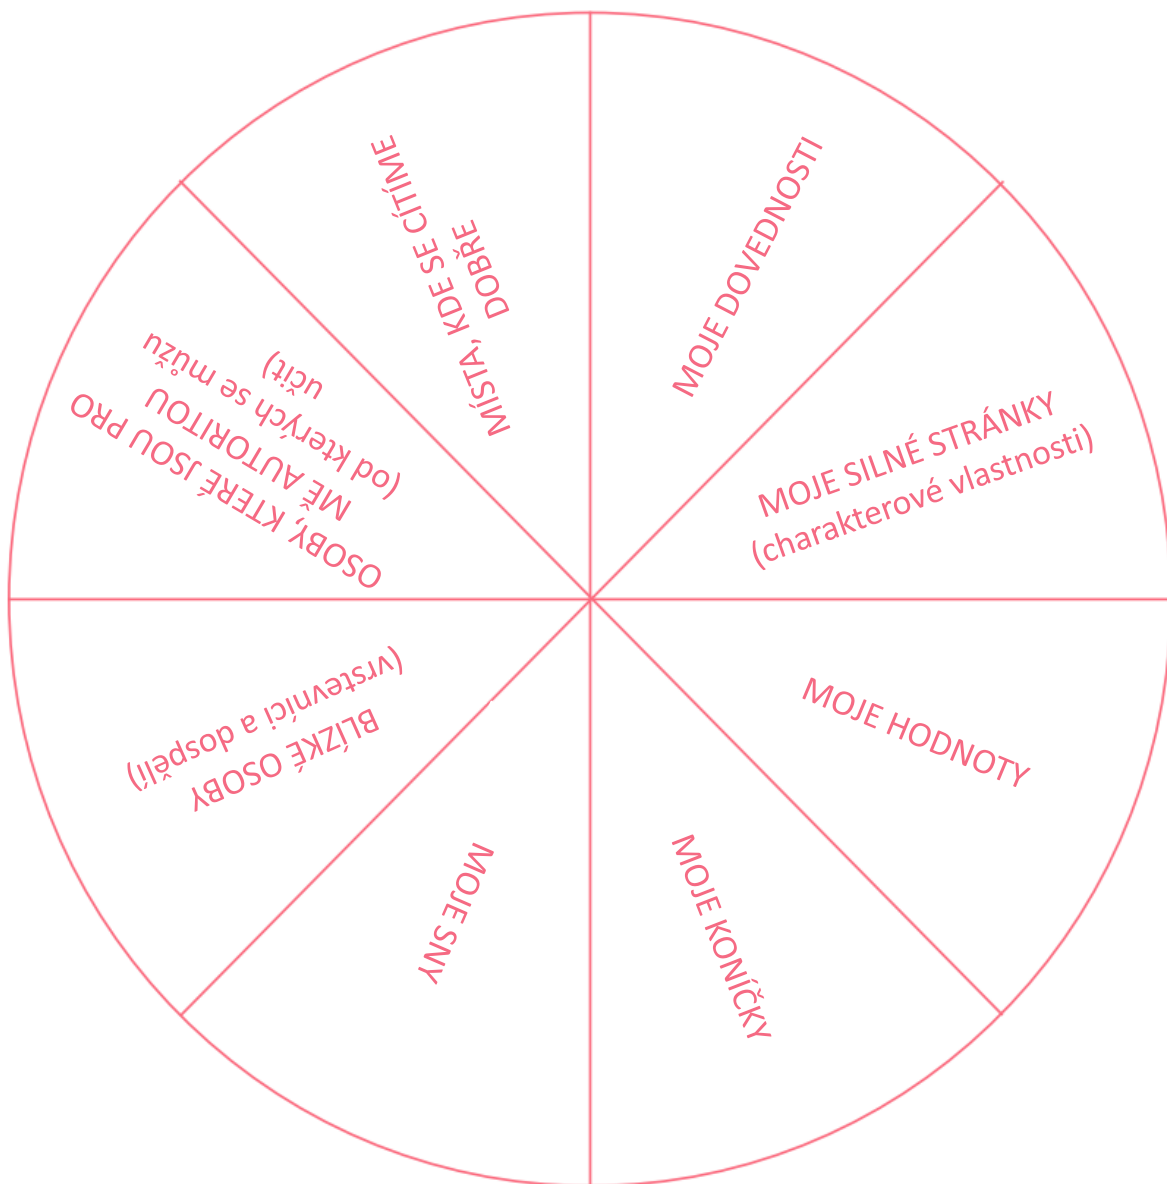 MOJE DOVEDNOSTI
MOJE SILNÉ STRÁNKY
(charakterové vlastnosti)
MOJE HODNOTY
MOJE KONÍČKY
MOJE SNY
BLÍZKÉ OSOBY
(vrstevníci a dospělí)
OSOBY, KTERÉ JSOU PRO
MĚ AUTORITOU
(od kterých se můžu
učit)
MÍSTA, KDE SE CÍTÍME
DOBŘE